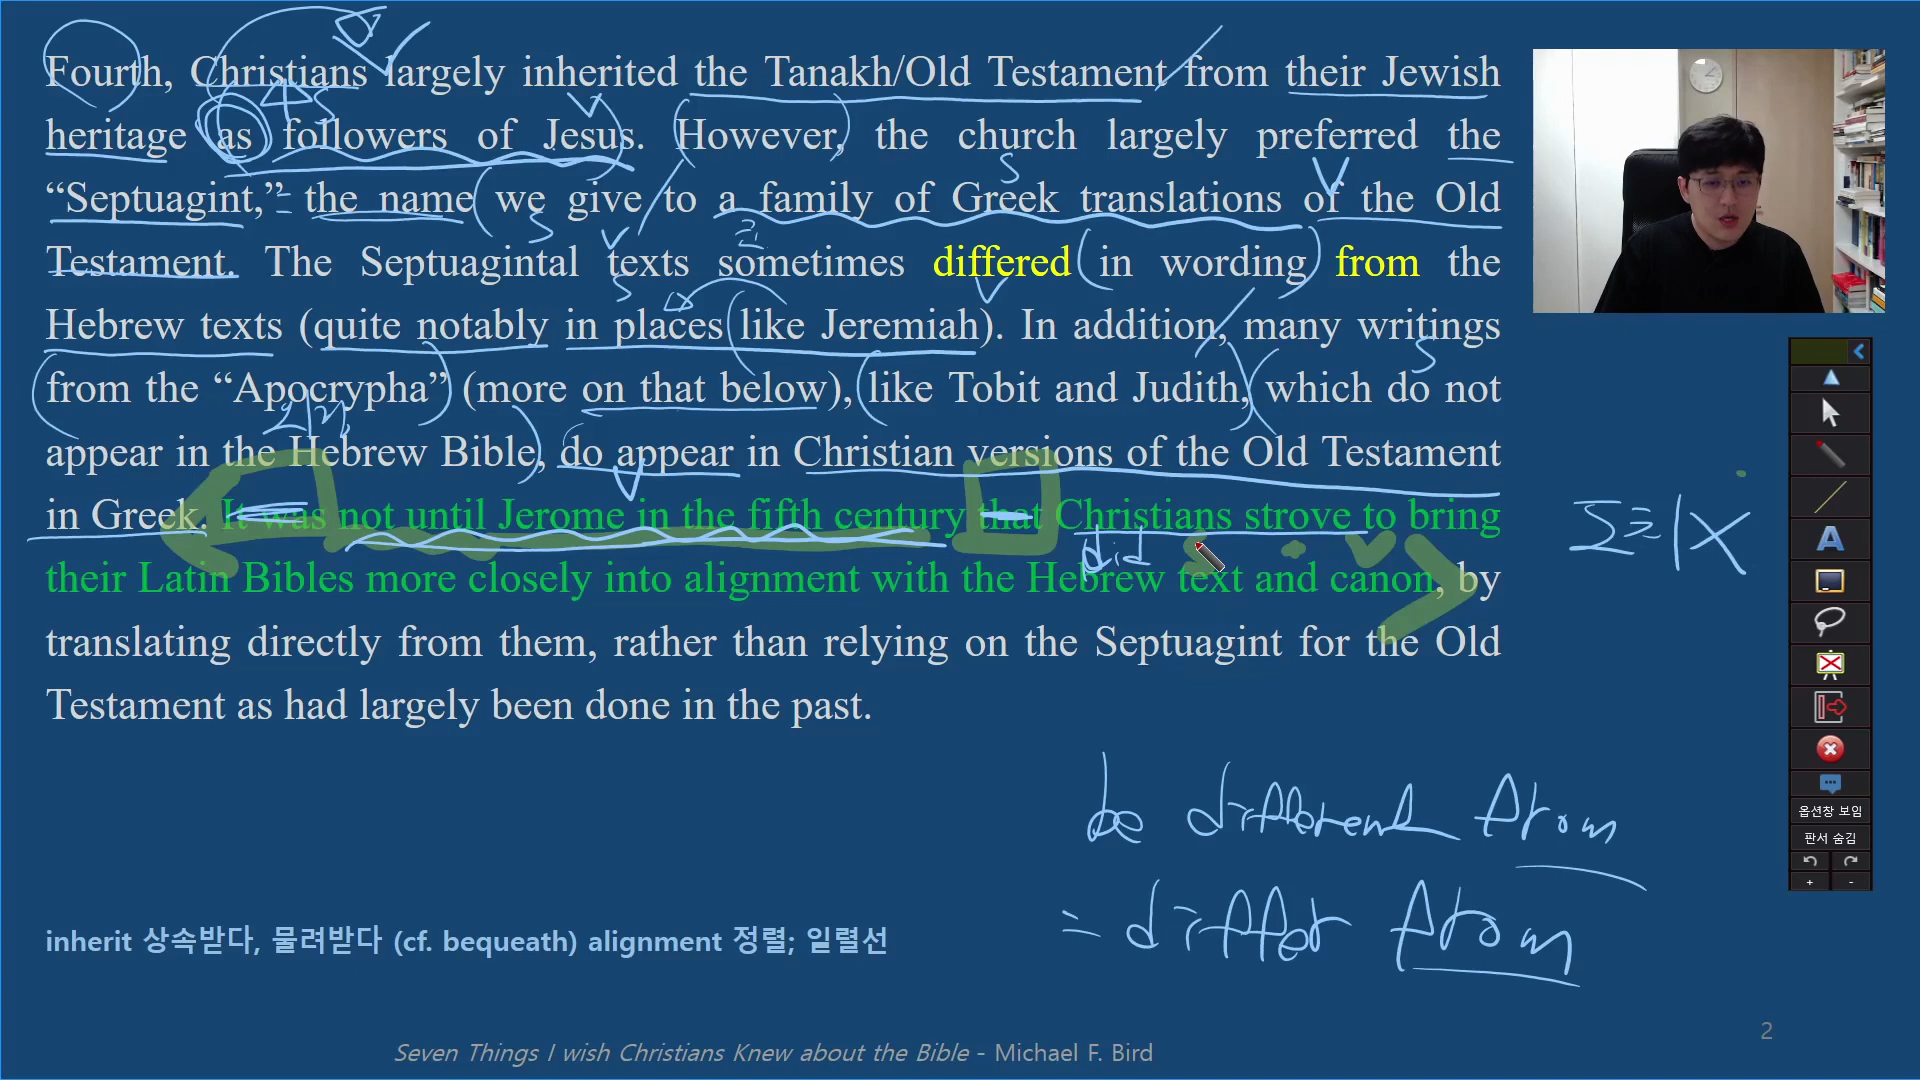 Fourth, Christians largely inherited the Tanakh/Old Testament from their Jewish
heritage as followers of Jesus. However, the church largely preferred the
“Septuagint,” the name we give to a family of Greek translations of the Old
Testament. The Septuagintal texts sometimes differed in wording from the
Hebrew texts (quite notably in places like Jeremiah). In addition, many writings
from the “Apocrypha” (more on that below), like Tobit and Judith, which do not
appear in the Hebrew Bible, do appear in Christian versions of the Old Testament
in Greek. It was not until Jerome in the fifth century that Christians strove to bring
did
their Latin Bibles more closely into alignment with the Hebrew text and canon, by
translating directly from them, rather than relying on the Septuagint for the Old
Testament as had largely been done in the past.
be different from
= differ from
inherit 상속받다, 물려받다 (cf. bequeath) alignment 정렬; 일렬선
Seven Things I wish Christians Knew about the Bible - Michael F. Bird
2
옵션창 보임
판서 숨김
+ -